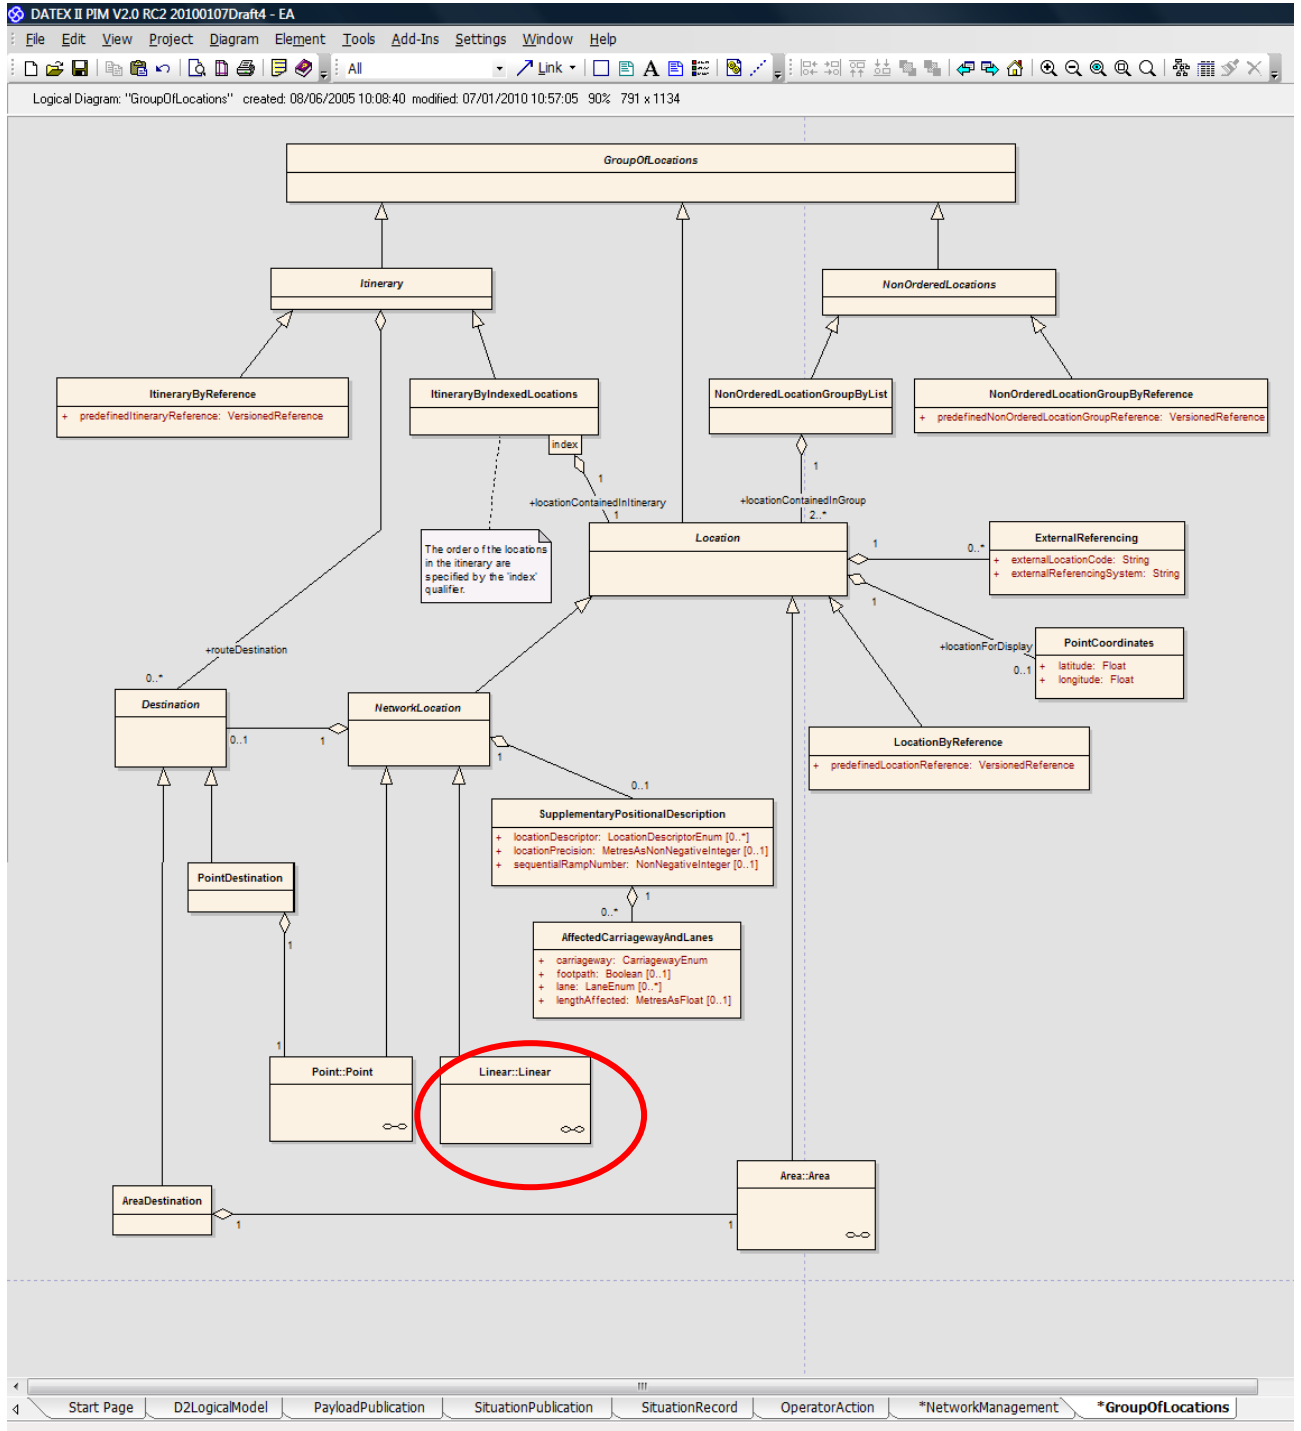 DATEX II PIM V2.0 RC2 20100107Draft4 - EA
File Edit View Project Diagram Element Tools Add-Ins Settings Window Help
All
Link
A
Logical Diagram: "GroupOfLocations" created: 08/06/2005 10:08:40 modified: 07/01/2010 10:57:05 90% 791 x 1134
GroupOfLocations
Itinerary
NonOrderedLocations
ItineraryByReference
+ predefinedItineraryReference: VersionedReference
ItineraryByIndexedLocations
index
NonOrderedLocationGroupByList
NonOrderedLocationGroupByReference
+ predefinedNonOrderedLocationGroupReference: VersionedReference
1
+locationContainedInItinerary
1
1
+locationContainedInGroup
2..*
The order of the locations
in the itinerary are
specified by the 'index'
qualifier.
Location
1
0..*
ExternalReferencing
+ externalLocationCode: String
+ externalReferencingSystem: String
1
+locationForDisplay
0..1
PointCoordinates
+ latitude: Float
+ longitude: Float
+routeDestination
0..*
Destination
0..1
1
NetworkLocation
1
0..1
LocationByReference
+ predefinedLocationReference: VersionedReference
SupplementaryPositionalDescription
+ locationDescriptor: LocationDescriptorEnum [0..*]
+ locationPrecision: MetresAsNonNegativeInteger [0..1]
+ sequentialRampNumber: NonNegativeInteger [0..1]
PointDestination
1
1
0..*
1
AffectedCarriagewayAndLanes
+ carriageway: CarriagewayEnum
+ footpath: Boolean [0..1]
+ lane: LaneEnum [0..*]
+ lengthAffected: MetresAsFloat [0..1]
Point::Point
Linear::Linear
Area::Area
AreaDestination
1
1
Start Page D2LogicalModel PayloadPublication SituationPublication SituationRecord OperatorAction *NetworkManagement *GroupOfLocations